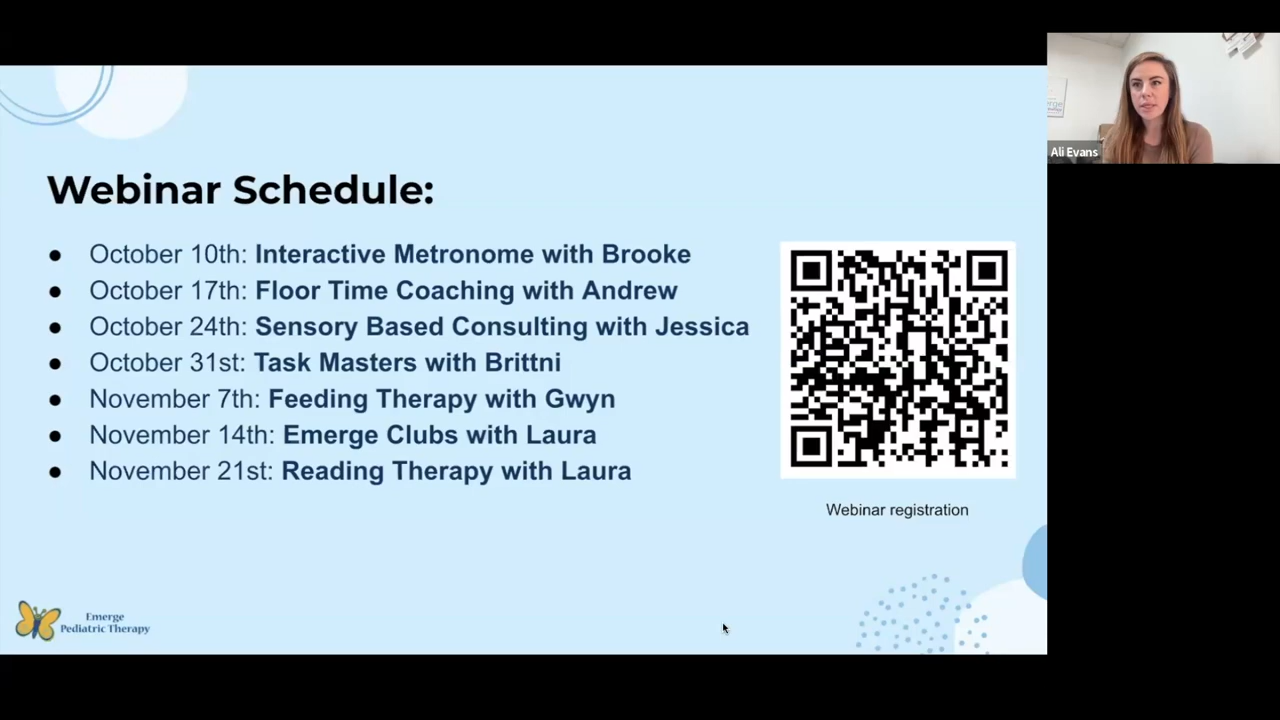 Webinar Schedule:
● October 10th: Interactive Metronome with Brooke
● October 17th: Floor Time Coaching with Andrew
● October 24th: Sensory Based Consulting with Jessica
● October 31st: Task Masters with Brittni
● November 7th: Feeding Therapy with Gwyn
● November 14th: Emerge Clubs with Laura
● November 21st: Reading Therapy with Laura
Webinar registration
Emerge
Pediatric Therapy
Ali Evans